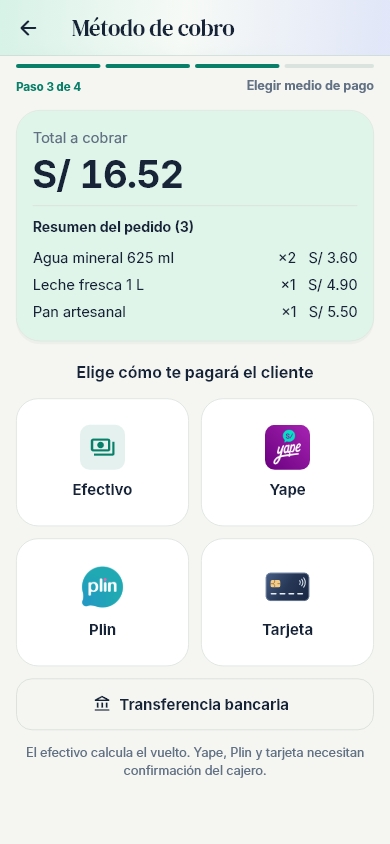 Método de cobro
Paso 3 de 4
Elegir medio de pago
Total a cobrar
S/ 16.52
Resumen del pedido (3)
Agua mineral 625 ml ×2 S/ 3.60
Leche fresca 1 L ×1 S/ 4.90
Pan artesanal ×1 S/ 5.50
Elige cómo te pagará el cliente
Efectivo
yape
Yape
plin
Plin
Tarjeta
Transferencia bancaria
El efectivo calcula el vuelto. Yape, Plin y tarjeta necesitan
confirmación del cajero.